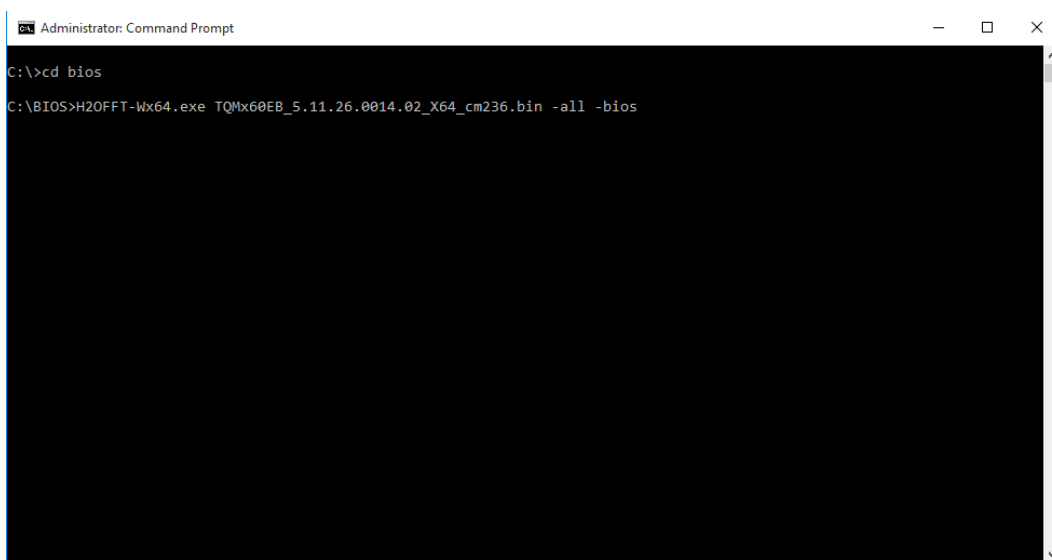 Administrator: Command Prompt
C:\>cd bios
C:\BIOS>H2OFFT-Wx64.exe TQMx60EB_5.11.26.0014.02_X64_cm236.bin -all -bios